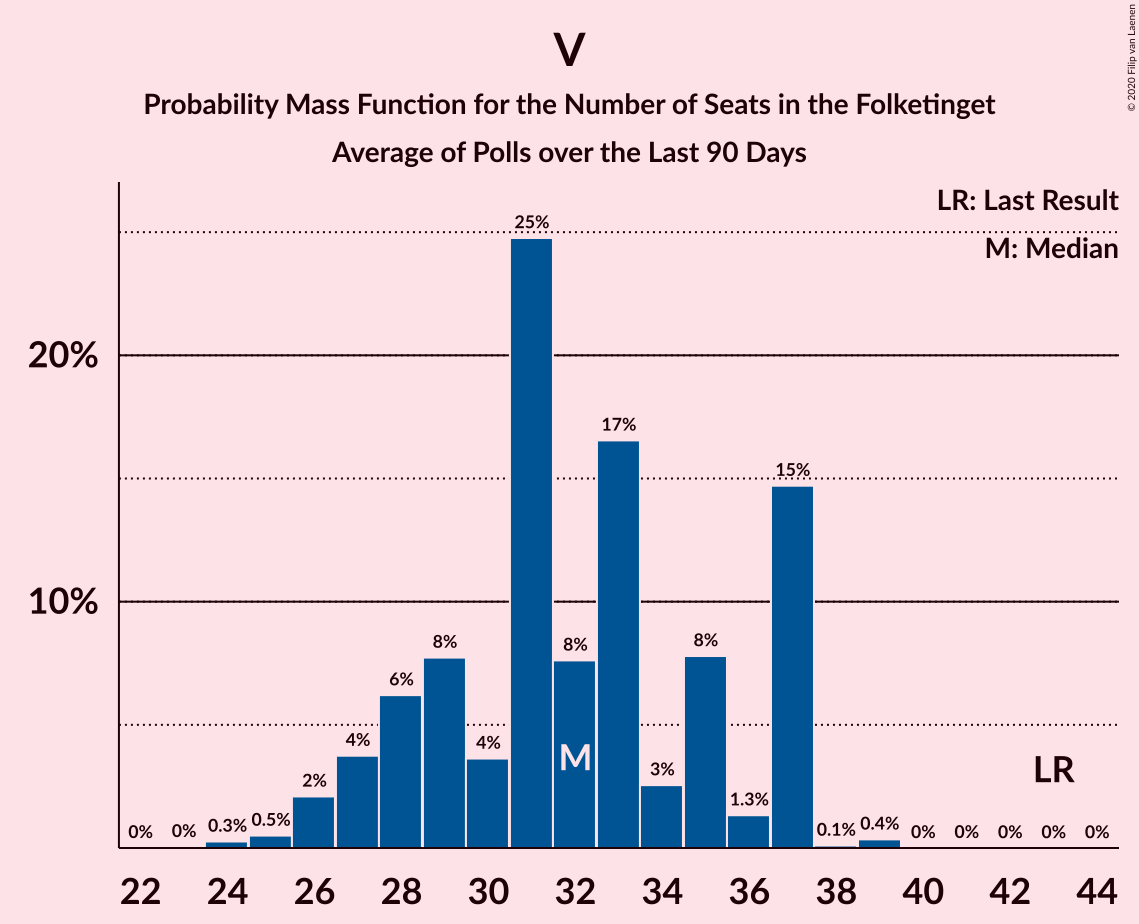 V
Probability Mass Function for the Number of Seats in the Folketinget
Average of Polls over the Last 90 Days
© 2020 Filip van Laenen
LR: Last Result
M: Median
20%
10%
0%
0%
0.3%
0.5%
2%
4%
6%
8%
4%
25%
8%
17%
3%
8%
1.3%
15%
0.1%
0.4%
0%
0%
0%
0%
0%
M
LR
22 24 26 28 30 32 34 36 38 40 42 44